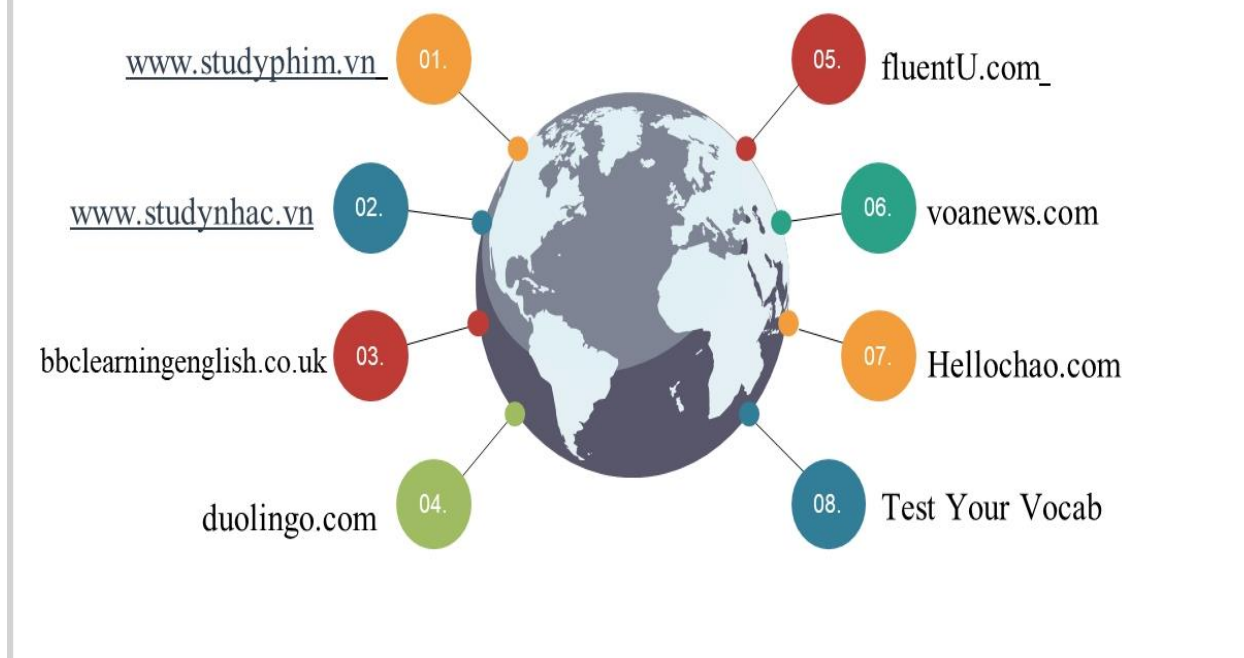 www.studyphim.vn
01.
www.studynhac.vn
02.
bbclearningenglish.co.uk
03.
duolingo.com
04.
05.
fluentU.com
06.
voanews.com
07.
Hellochao.com
08.
Test Your Vocab